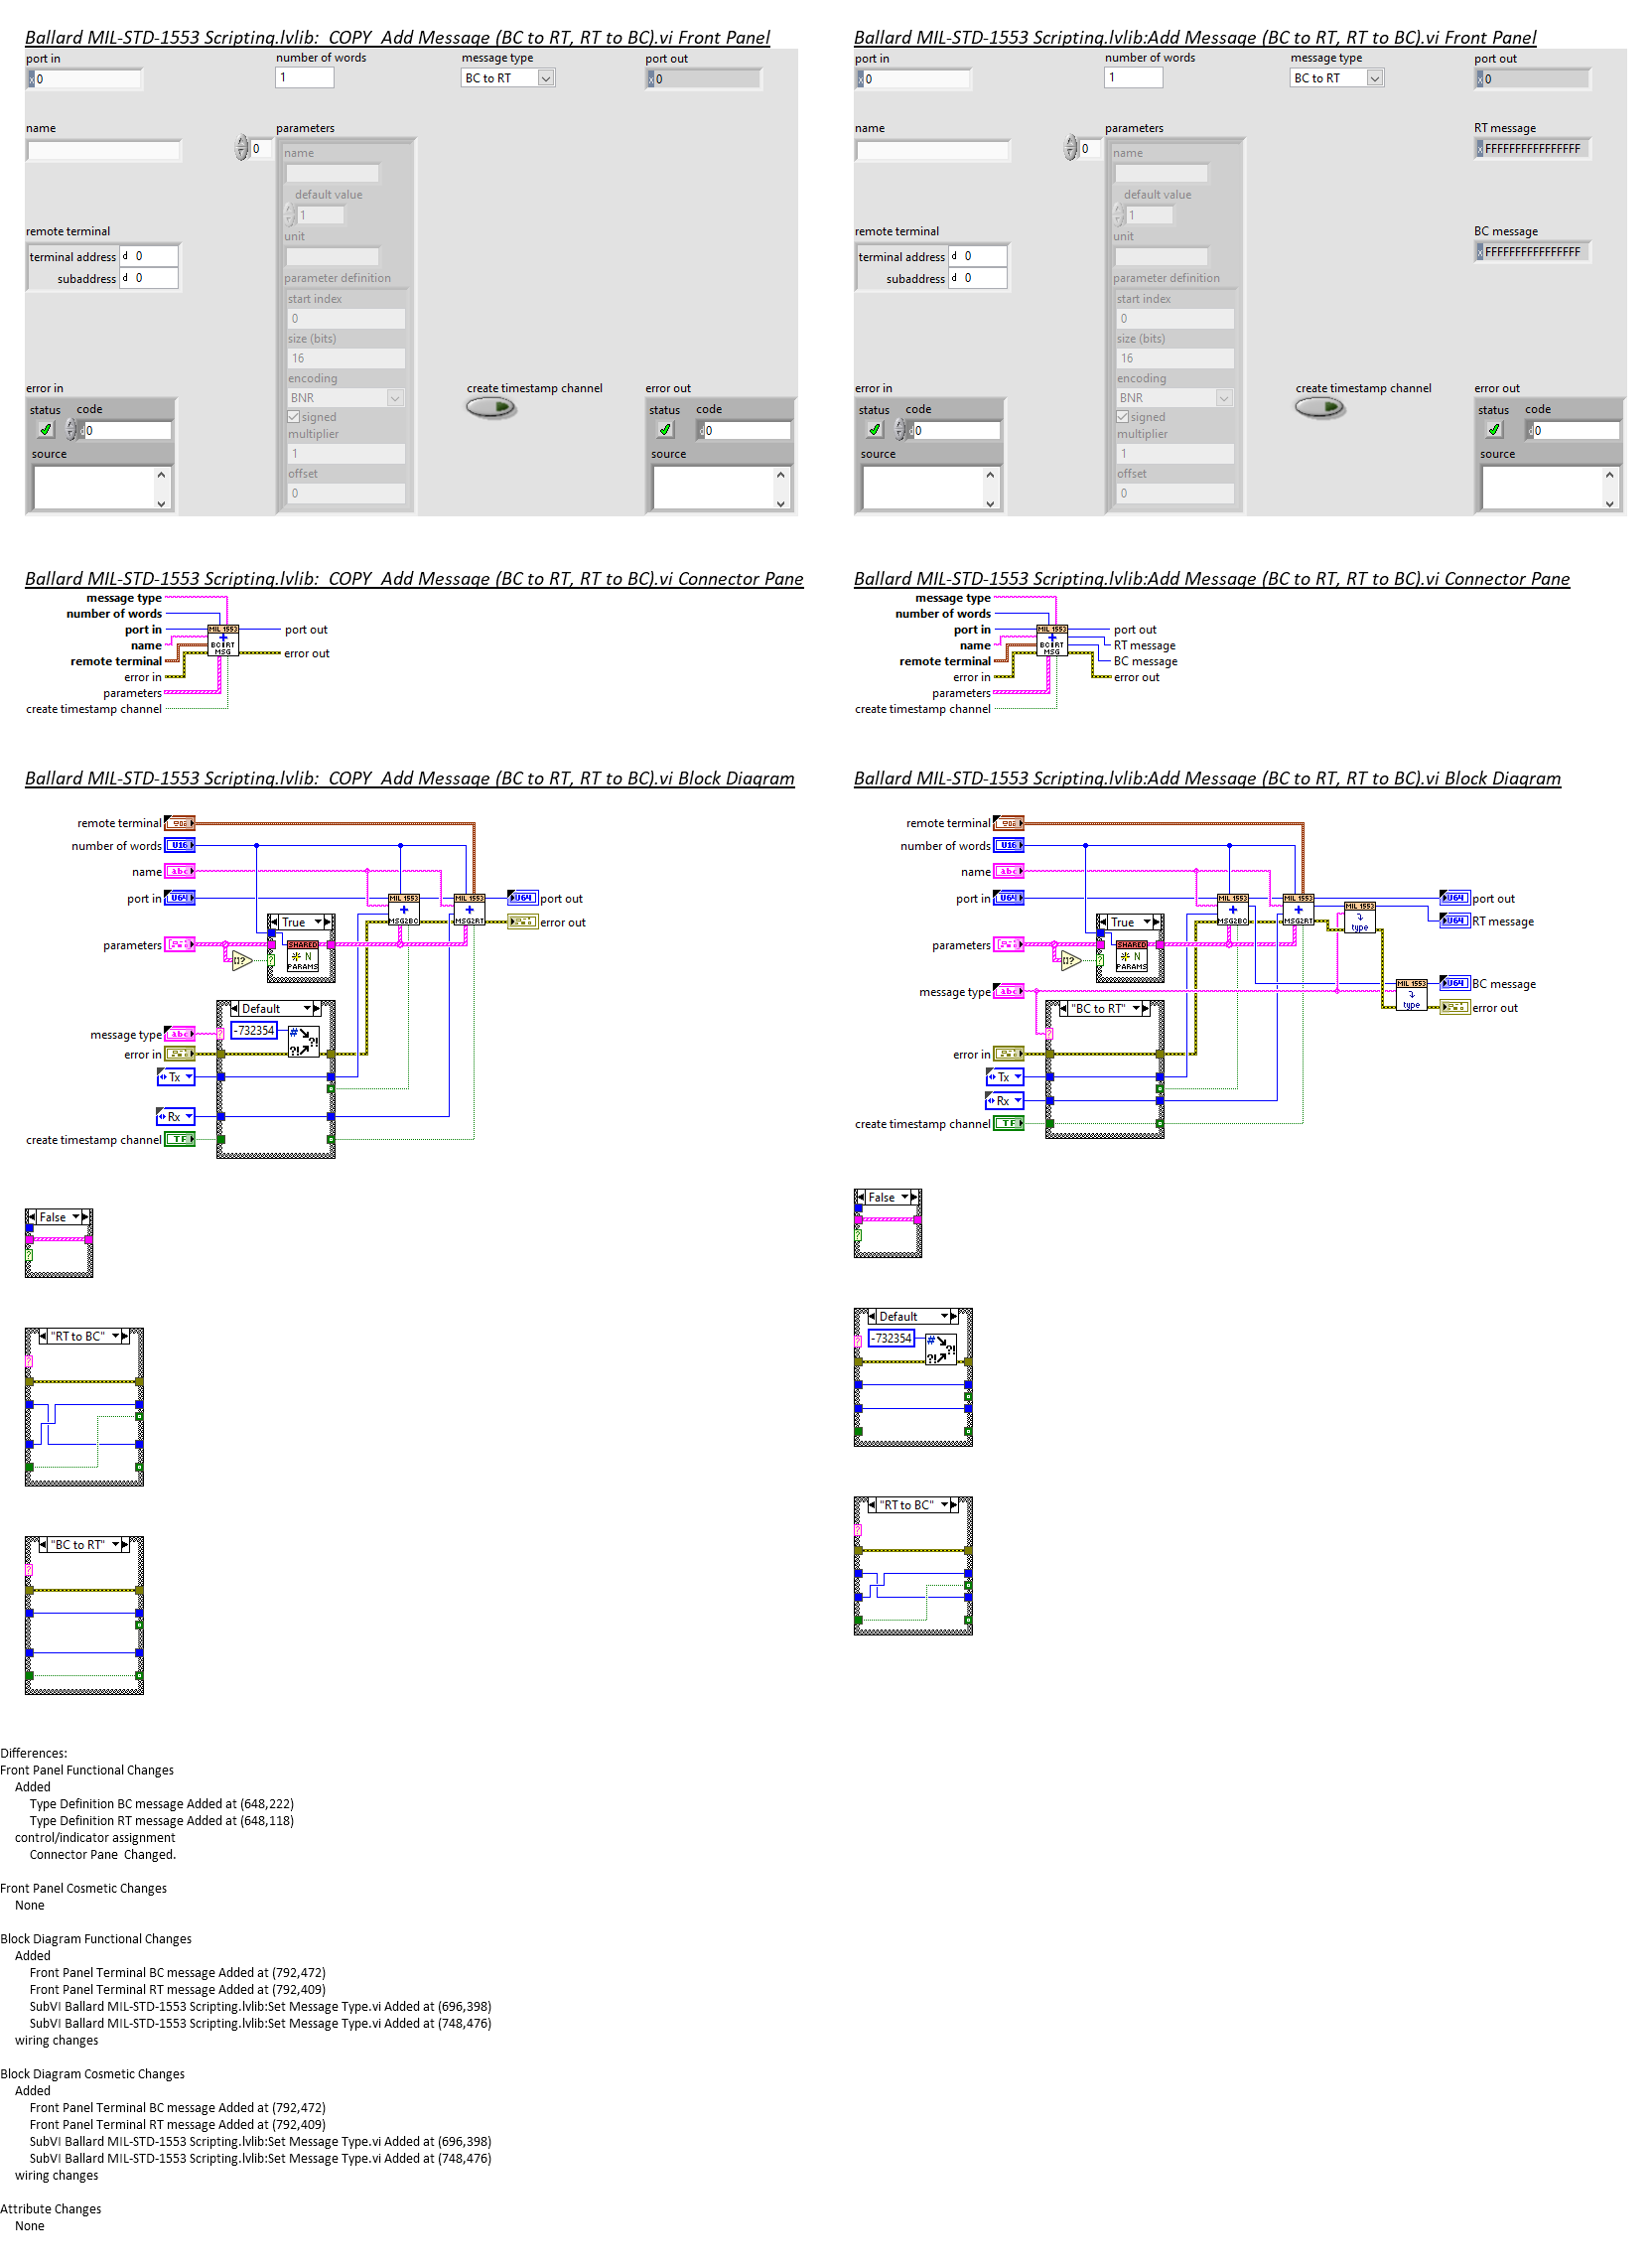 Ballard MIL-STD-1553 Scripting.lvlib:  COPY  Add Message (BC to RT, RT to BC).vi Front Panel
port in
0
number of words
1
message type
BC to RT
port out
0
name
0
parameters
name
default value
1
unit
parameter definition
start index
0
size (bits)
16
encoding
BNR
signed
multiplier
1
offset
0
remote terminal
terminal address d 0
subaddress d 0
error in
status code
0
source
create timestamp channel
error out
status code
0
source
Ballard MIL-STD-1553 Scripting.lvlib:Add Message (BC to RT, RT to BC).vi Front Panel
port in
x 0
number of words
1
message type
BC to RT
port out
x 0
name
0
parameters
name
default value
1
unit
parameter definition
start index
0
size (bits)
16
encoding
BNR
signed
multiplier
1
offset
0
RT message
x FFFFFFFFFFFFFFFF
remote terminal
terminal address d 0
subaddress d 0
BC message
x FFFFFFFFFFFFFFFF
error in
status code
0
source
create timestamp channel
error out
status code
0
source
Ballard MIL-STD-1553 Scripting.lvlib:  COPY  Add Message (BC to RT, RT to BC).vi Connector Pane
message type
number of words
port in
name
remote terminal
error in
parameters
create timestamp channel
MIL 1553
MSG
port out
error out
Ballard MIL-STD-1553 Scripting.lvlib:Add Message (BC to RT, RT to BC).vi Connector Pane
message type
number of words
port in
name
remote terminal
error in
parameters
create timestamp channel
MIL 1553
MSG
port out
RT message
BC message
error out
Ballard MIL-STD-1553 Scripting.lvlib:  COPY  Add Message (BC to RT, RT to BC).vi Block Diagram
remote terminal
number of words U16
name abc
port in U64
MIL 1553
MSG2BC
MIL 1553
MSG2RT
U64 port out
error out
True
parameters
SHARED
N
PARAMS
Default
message type abc
-732354
error in
Tx
Rx
create timestamp channel TF
False
"RT to BC"
"BC to RT"
Ballard MIL-STD-1553 Scripting.lvlib:Add Message (BC to RT, RT to BC).vi Block Diagram
remote terminal
number of words U16
name abc
port in U64
MIL 1553
MSG2BC
MIL 1553
MSG2RT
MIL 1553
type
U64 port out
U64 RT message
True
parameters
SHARED
N
PARAMS
message type abc
MIL 1553
type
U64 BC message
error out
"BC to RT"
error in
Tx
Rx
create timestamp channel TF
False
Default
-732354
"RT to BC"
Differences:
Front Panel Functional Changes
Added
Type Definition BC message Added at (648,222)
Type Definition RT message Added at (648,118)
control/indicator assignment
Connector Pane  Changed.
Front Panel Cosmetic Changes
None
Block Diagram Functional Changes
Added
Front Panel Terminal BC message Added at (792,472)
Front Panel Terminal RT message Added at (792,409)
SubVI Ballard MIL-STD-1553 Scripting.lvlib:Set Message Type.vi Added at (696,398)
SubVI Ballard MIL-STD-1553 Scripting.lvlib:Set Message Type.vi Added at (748,476)
wiring changes
Block Diagram Cosmetic Changes
Added
Front Panel Terminal BC message Added at (792,472)
Front Panel Terminal RT message Added at (792,409)
SubVI Ballard MIL-STD-1553 Scripting.lvlib:Set Message Type.vi Added at (696,398)
SubVI Ballard MIL-STD-1553 Scripting.lvlib:Set Message Type.vi Added at (748,476)
wiring changes
Attribute Changes
None